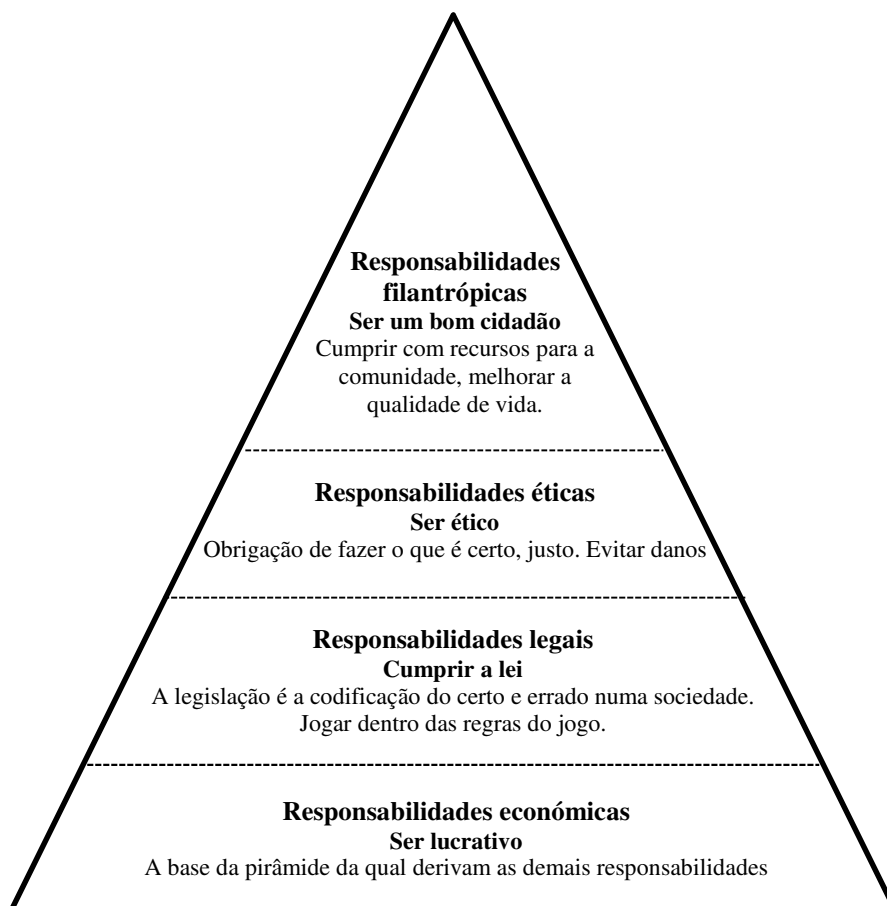 Responsabilidades
filantrópicas
Ser um bom cidadão
Cumprir com recursos para a
comunidade, melhorar a
qualidade de vida.
Responsabilidades éticas
Ser ético
Obrigação de fazer o que é certo, justo. Evitar danos
Responsabilidades legais
Cumprir a lei
A legislação é a codificação do certo e errado numa sociedade.
Jogar dentro das regras do jogo.
Responsabilidades económicas
Ser lucrativo
A base da pirâmide da qual derivam as demais responsabilidades